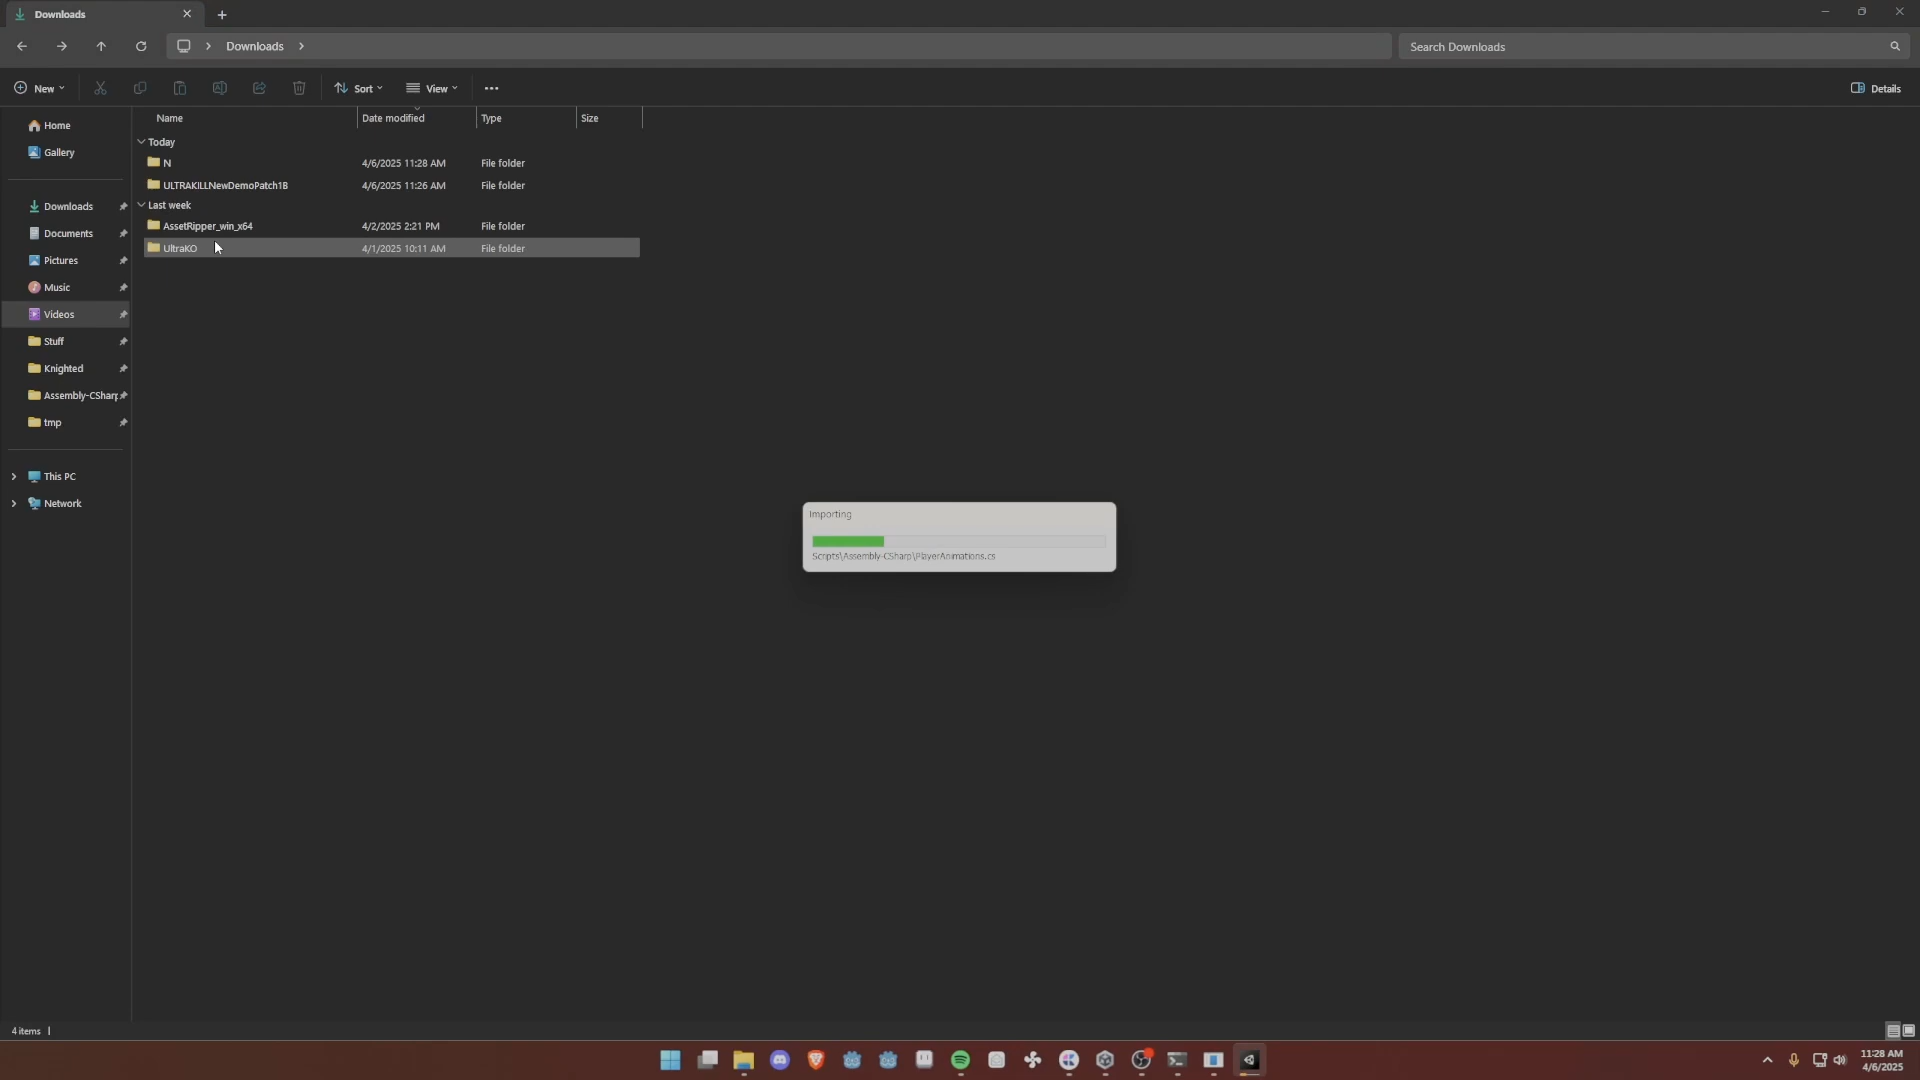 Downloads
Downloads
Search Downloads
New
Sort
View
Details
Name Date modified Type Size
Today
N 4/6/2025 11:28 AM File folder
ULTRAKILLNewDemoPatch1B 4/6/2025 11:26 AM File folder
Last week
AssetRipper_win_x64 4/2/2025 2:21 PM File folder
UltraKO 4/1/2025 10:11 AM File folder
Home
Gallery
Downloads
Documents
Pictures
Music
Videos
Stuff
Knighted
Assembly-CSharp
tmp
This PC
Network
Importing
Scripts\Assembly-CSharp\PlayerAnimations.cs
4 items
11:28 AM
4/6/2025